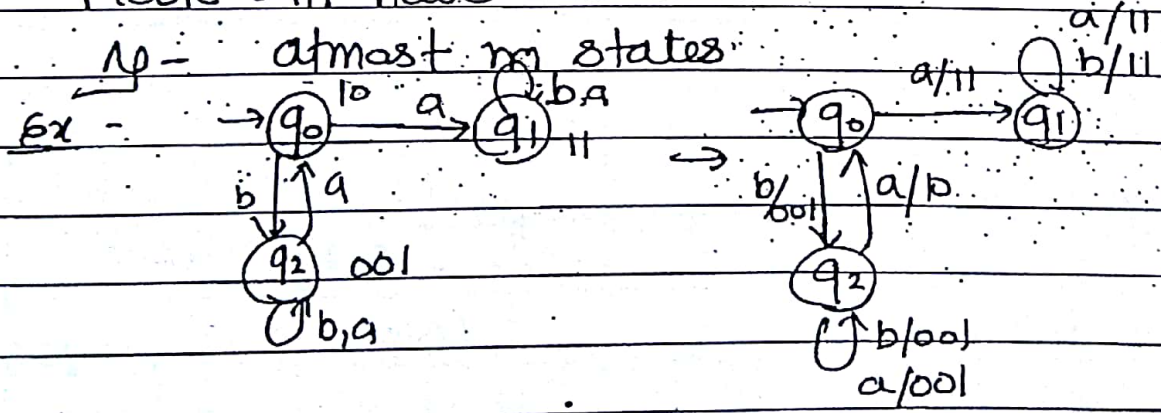 Np - atmost m states
a/11
b/11
Ex - q0 10 a q1 b,a 11
→ q0 a/11 q1
b a
b/001 a/10
q2 001
q2
b,a
b/001
a/001